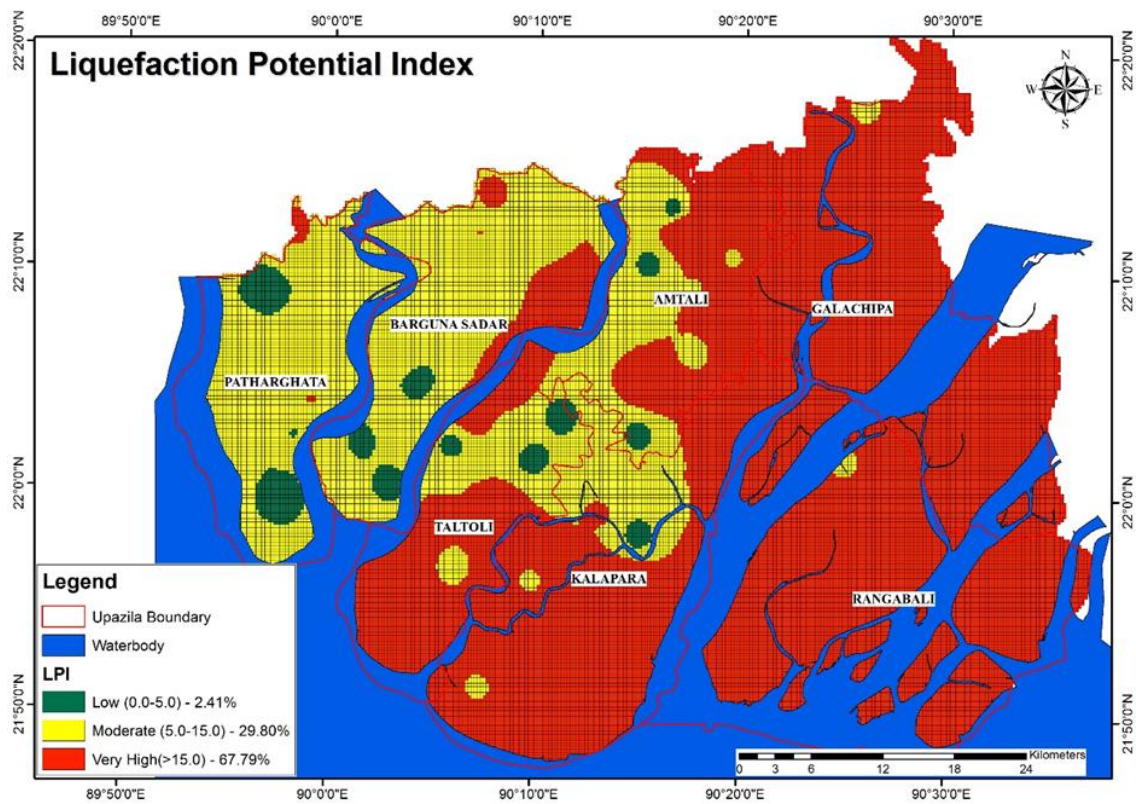 89°50'0"E 90°0'0"E 90°10'0"E 90°20'0"E 90°30'0"E
22°20'0"N
22°20'0"N
Liquefaction Potential Index
N
W E
S
22°10'0"N
22°10'0"N
AMTALI
GALACHIPA
BARGUNA SADAR
PATHARGHATA
22°0'0"N
22°0'0"N
TALTOLI
KALAPARA
RANGABALI
Legend
Upazila Boundary
Waterbody
LPI
Low (0.0-5.0) - 2.41%
Moderate (5.0-15.0) - 29.80%
Very High(>15.0) - 67.79%
21°50'0"N
21°50'0"N
Kilometers
0 3 6 12 18 24
89°50'0"E 90°0'0"E 90°10'0"E 90°20'0"E 90°30'0"E